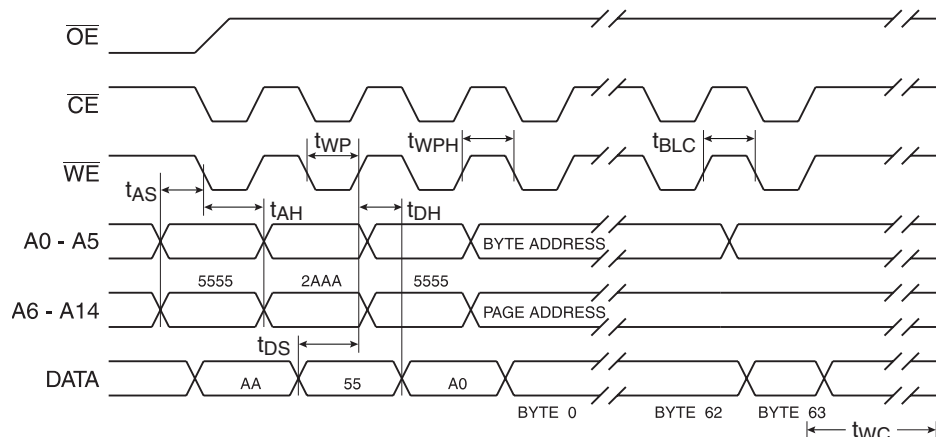 OE
CE
tWP tWPH tBLC
WE
tAS
tAH tDH
A0 - A5 BYTE ADDRESS
5555 2AAA 5555
A6 - A14 PAGE ADDRESS
tDS
DATA AA 55 A0
BYTE 0 BYTE 62 BYTE 63
tWC